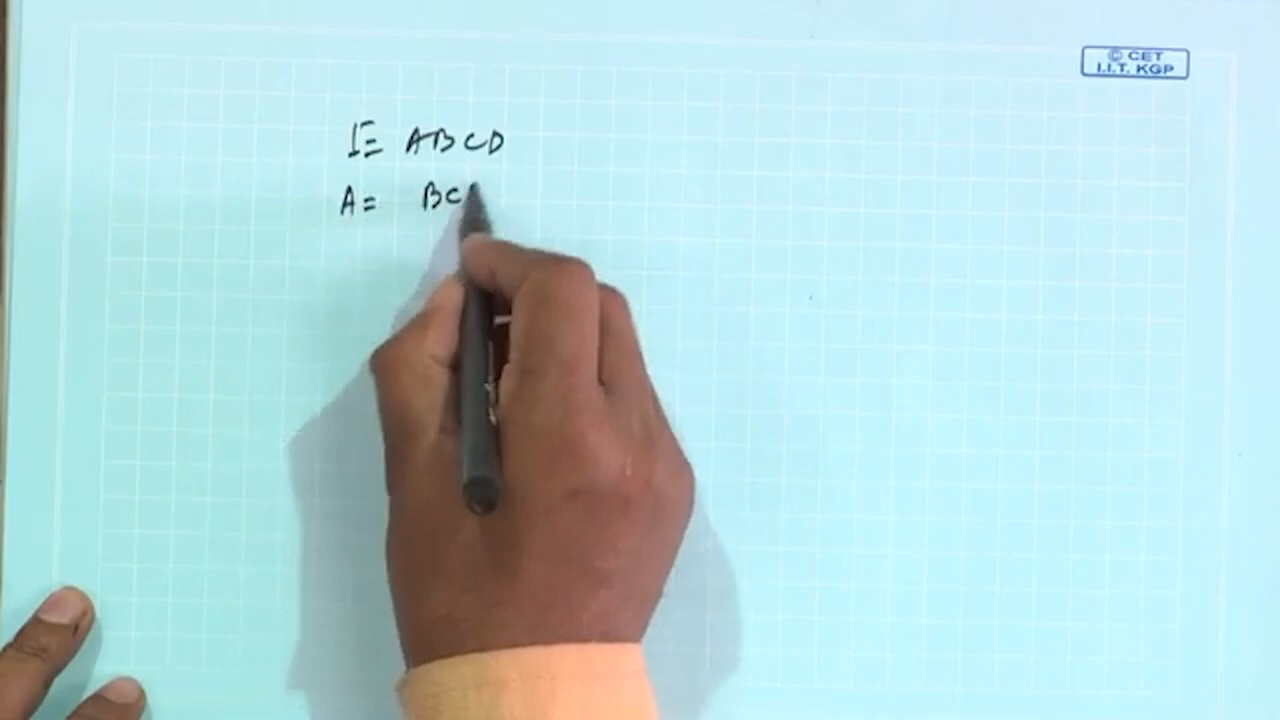 © CET
I.I.T. KGP
I = ABCD
A = BC